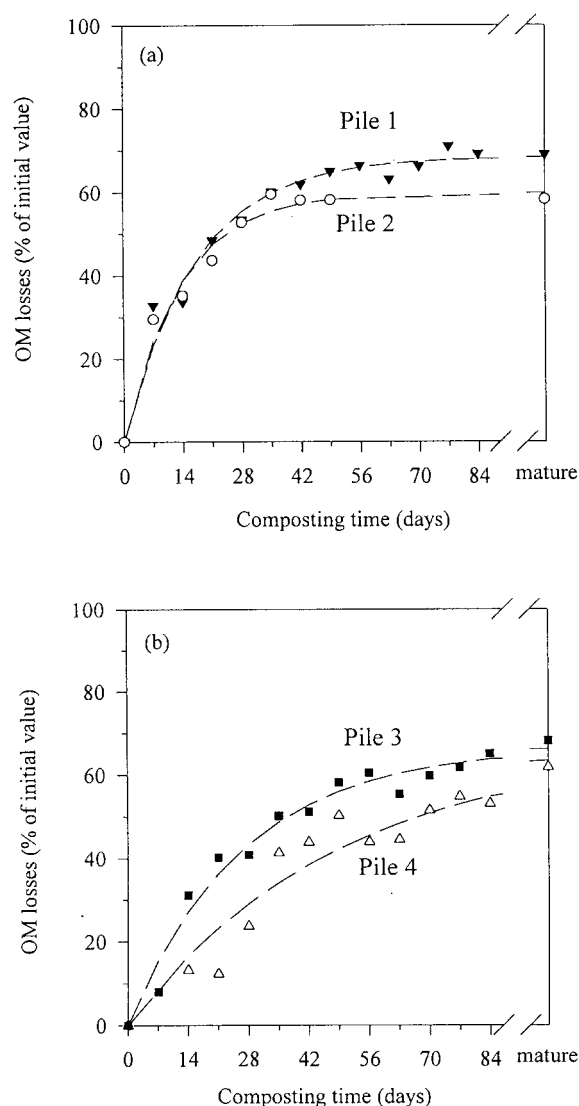 (a)
100
80
60
40
20
0
OM losses (% of initial value)
Pile 1
Pile 2
0 14 28 42 56 70 84 mature
Composting time (days)
(b)
100
80
60
40
20
0
OM losses (% of initial value)
Pile 3
Pile 4
0 14 28 42 56 70 84 mature
Composting time (days)